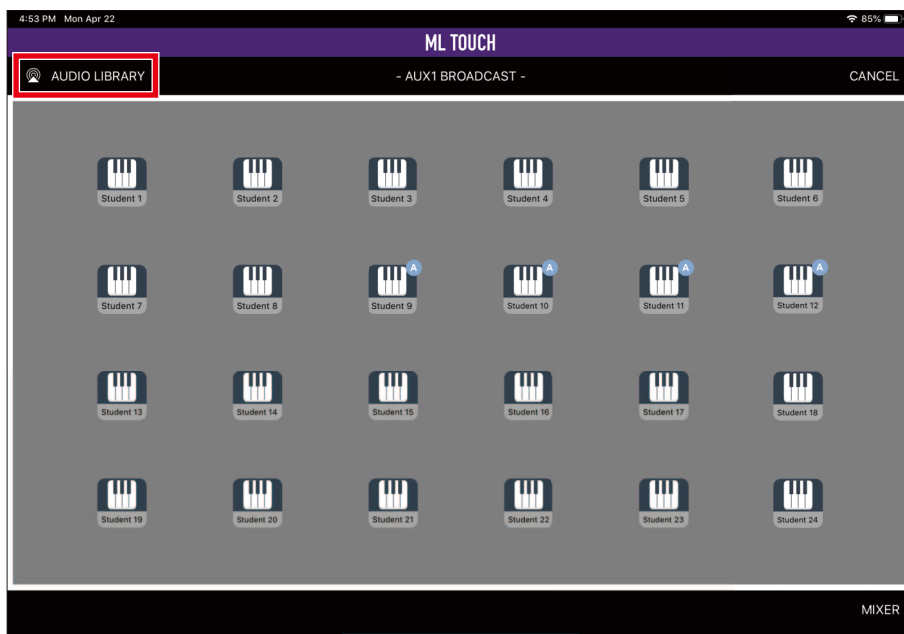 4:53 PM Mon Apr 22
85%
ML TOUCH
AUDIO LIBRARY
- AUX1 BROADCAST -
CANCEL
Student 1
Student 2
Student 3
Student 4
Student 5
Student 6
A
A
A
A
Student 7
Student 8
Student 9
Student 10
Student 11
Student 12
Student 13
Student 14
Student 15
Student 16
Student 17
Student 18
Student 19
Student 20
Student 21
Student 22
Student 23
Student 24
MIXER